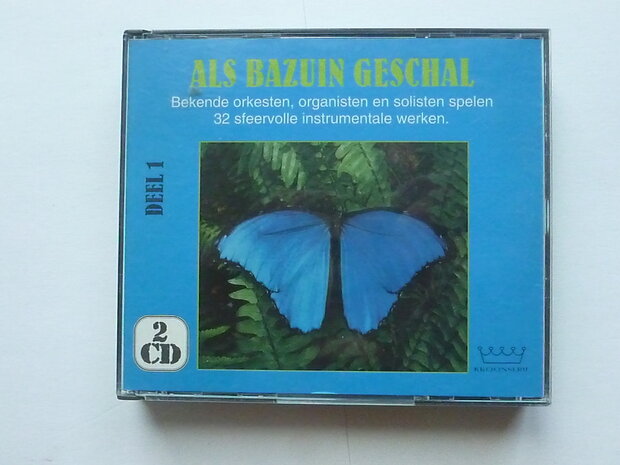 ALS BAZUIN GESCHAL
Bekende orkesten, organisten en solisten spelen
32 sfeervolle instrumentale werken.
DEEL 1
2
CD